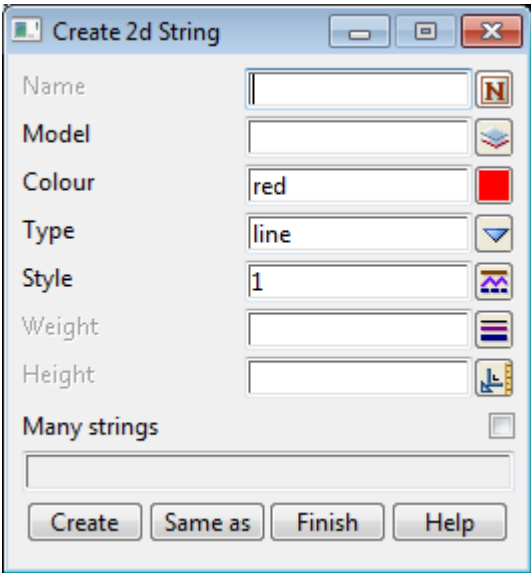 Create 2d String
Name
N
Model
Colour red
Type line
Style 1
Weight
Height
Many strings
Create Same as Finish Help